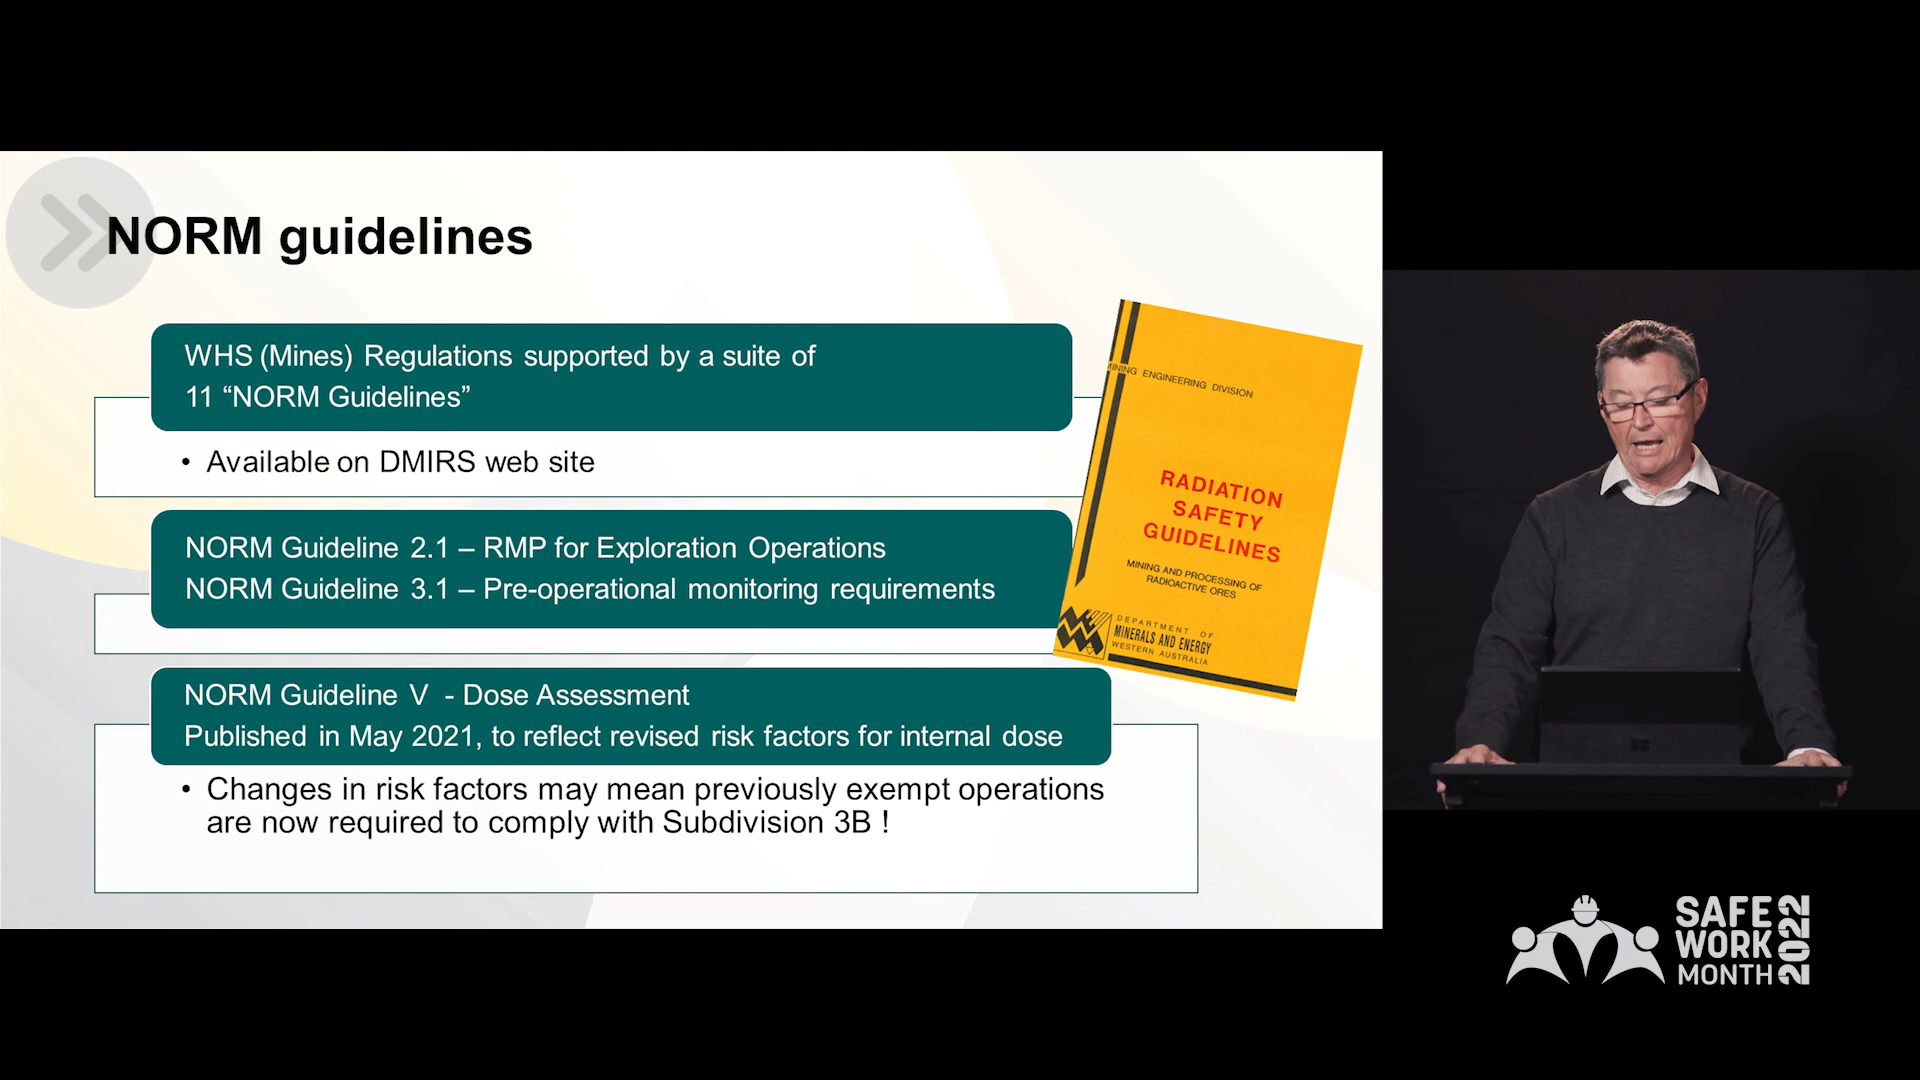 NORM guidelines
WHS (Mines) Regulations supported by a suite of
11 “NORM Guidelines”
• Available on DMIRS web site
NORM Guideline 2.1 – RMP for Exploration Operations
NORM Guideline 3.1 – Pre-operational monitoring requirements
NORM Guideline V - Dose Assessment
Published in May 2021, to reflect revised risk factors for internal dose
• Changes in risk factors may mean previously exempt operations
are now required to comply with Subdivision 3B !
MINING ENGINEERING DIVISION
RADIATION
SAFETY
GUIDELINES
MINING AND PROCESSING OF
RADIOACTIVE ORES
DEPARTMENT OF
MINERALS AND ENERGY
WESTERN AUSTRALIA
SAFE
WORK
MONTH
2022